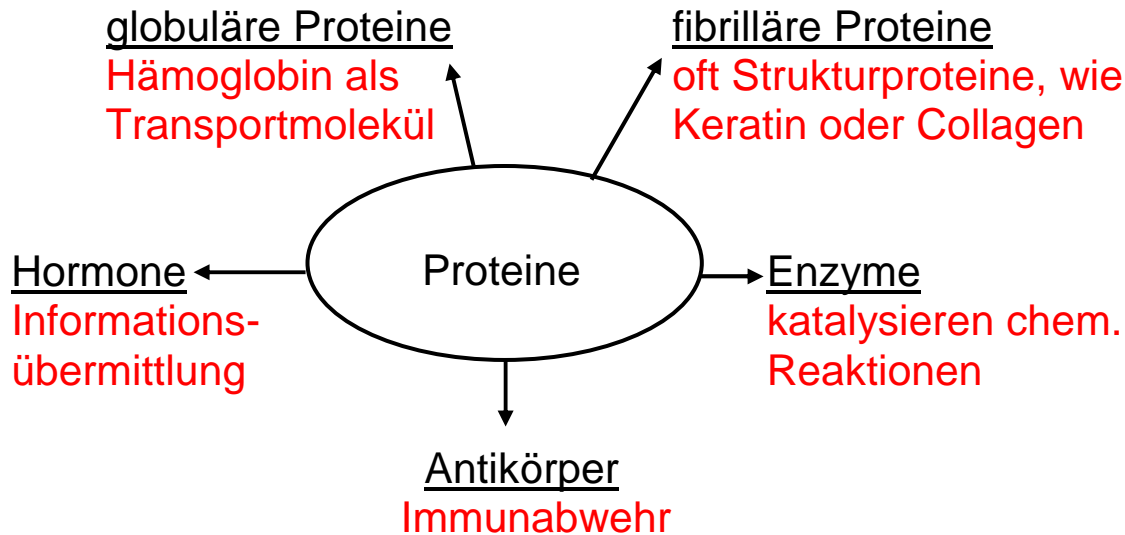 globuläre Proteine
Hämoglobin als
Transportmolekül
fibrilläre Proteine
oft Strukturproteine, wie
Keratin oder Collagen
Hormone
Informations-
übermittlung
Proteine
Enzyme
katalysieren chem.
Reaktionen
Antikörper
Immunabwehr